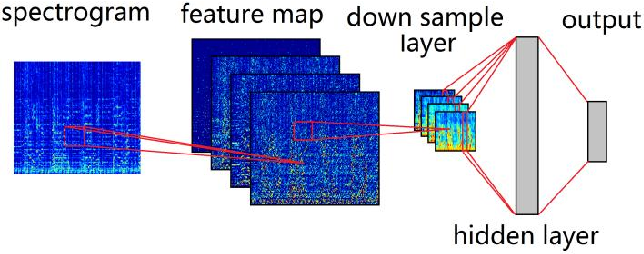 spectrogram
feature map
down sample
layer
output
hidden layer